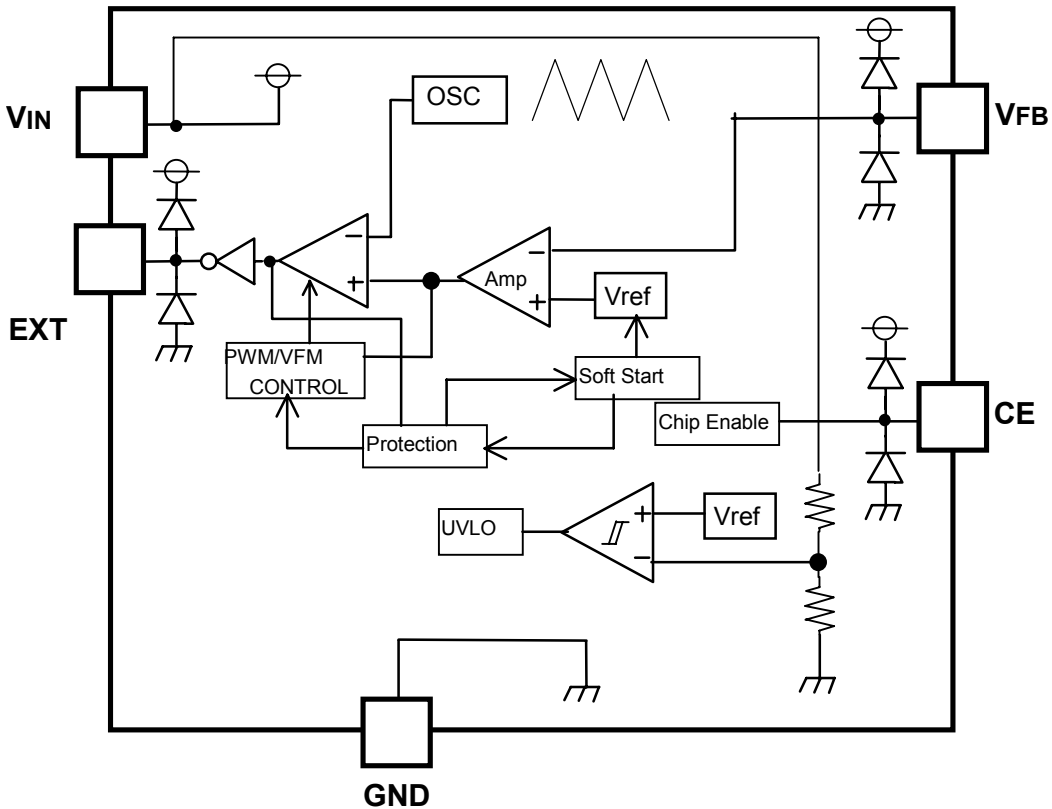 OSC
VIN
VFB
Amp
Vref
EXT
PWM/VFM
CONTROL
Soft Start
Chip Enable
CE
Protection
UVLO
Vref
GND